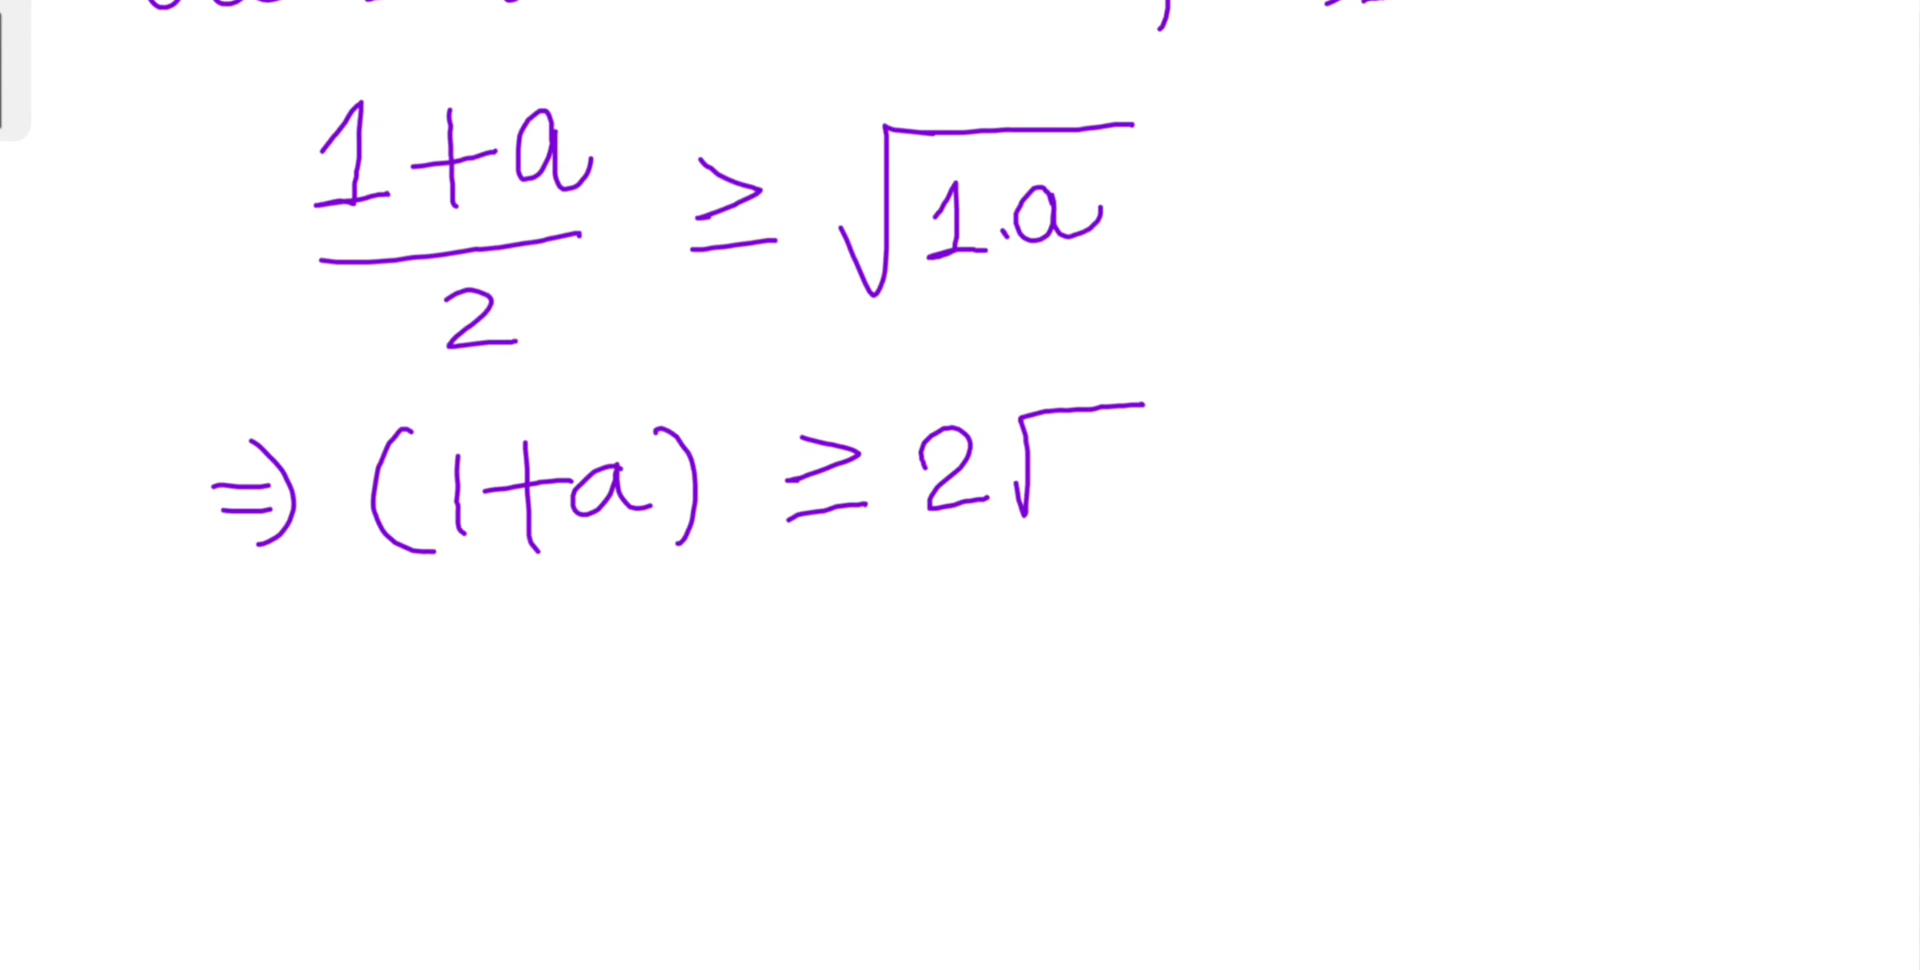 (1+a)/2 ≥ √(1.a)
⇒ (1+a) ≥ 2√